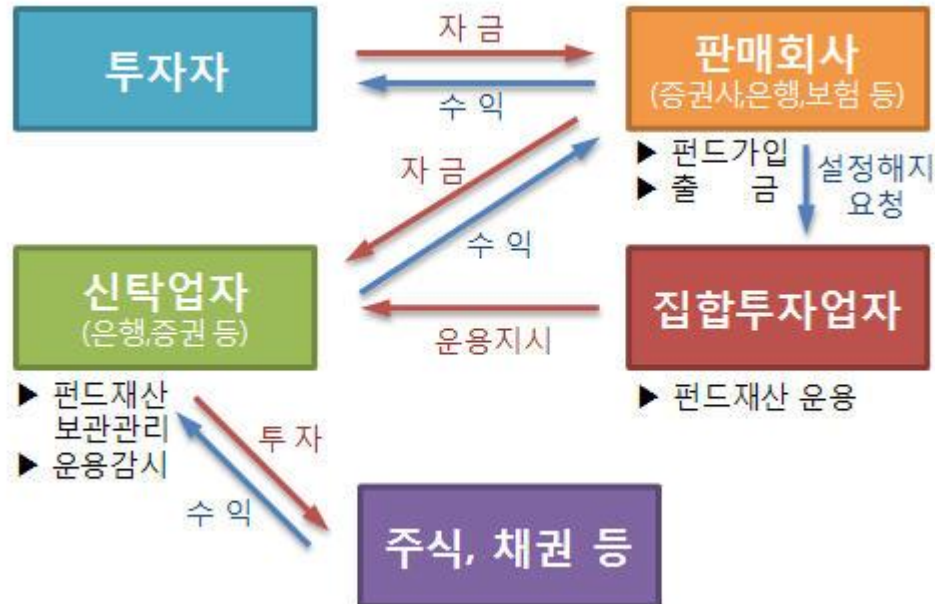 투자자
자 금
수 익
판매회사
(증권사,은행,보험 등)
▶ 펀드가입
▶ 출 금
설정해지
요청
자 금
수 익
신탁업자
(은행,증권 등)
운용지시
집합투자업자
▶ 펀드재산
보관관리
▶ 운용감시
▶ 펀드재산 운용
투 자
수 익
주식, 채권 등